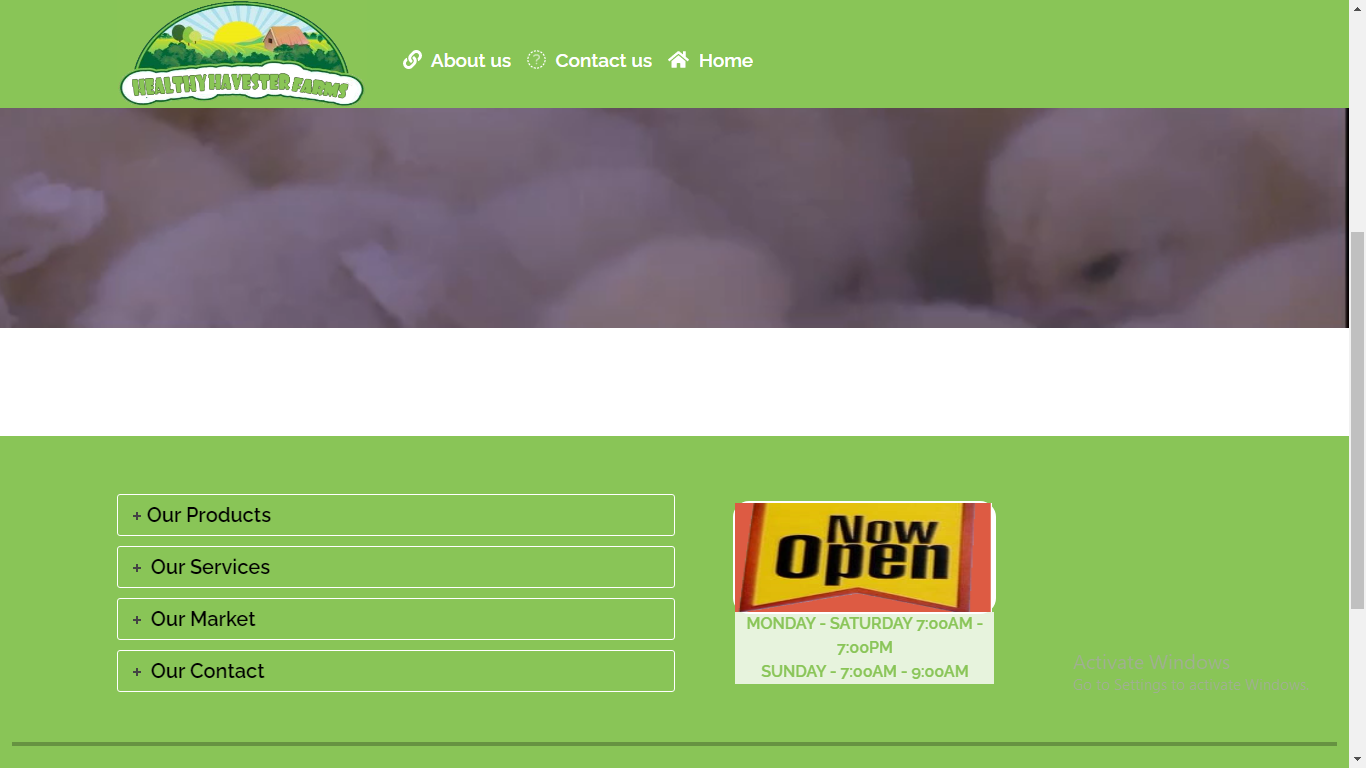 HEALTHY HAVESTER FARMS
About us
Contact us
Home
+ Our Products
+ Our Services
+ Our Market
+ Our Contact
Now
Open
MONDAY - SATURDAY 7:00AM -
7:00PM
SUNDAY - 7:00AM - 9:00AM
Activate Windows
Go to Settings to activate Windows.